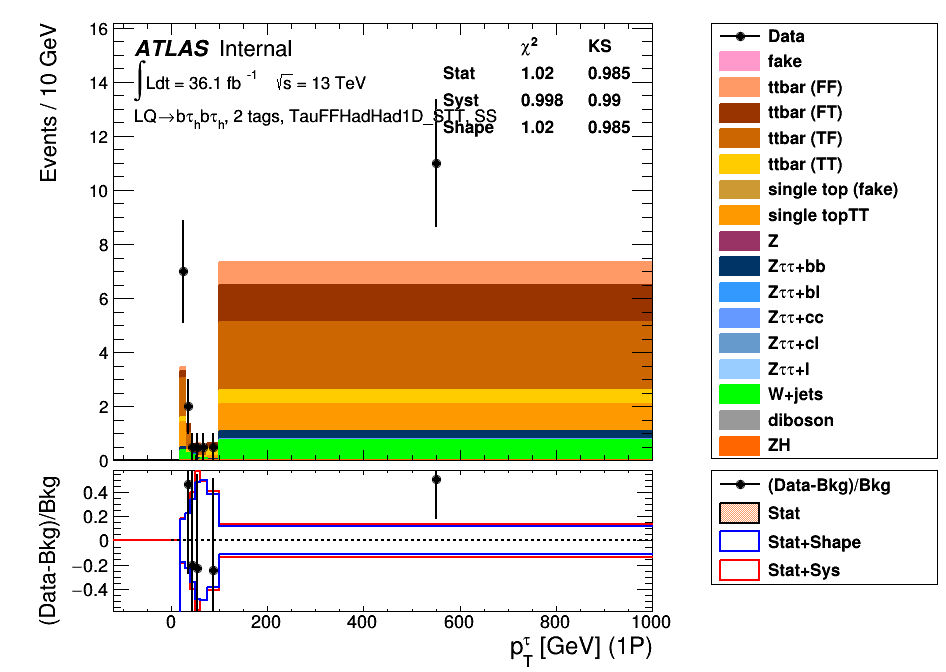 Events / 10 GeV
16
14
12
10
8
6
4
2
0
ATLAS Internal
∫Ldt = 36.1 fb⁻¹ √s = 13 TeV
LQ→bτₕbτₕ, 2 tags, TauFFHadHad1D_STT, SS
χ² KS
Stat 1.02 0.985
Syst 0.998 0.99
Shape 1.02 0.985
Data
fake
ttbar (FF)
ttbar (FT)
ttbar (TF)
ttbar (TT)
single top (fake)
single topTT
Z
Zττ+bb
Zττ+bl
Zττ+cc
Zττ+cl
Zττ+l
W+jets
diboson
ZH
(Data-Bkg)/Bkg
0.4
0.2
0
−0.2
−0.4
0 200 400 600 800 1000
p_T^τ [GeV] (1P)
(Data-Bkg)/Bkg
Stat
Stat+Shape
Stat+Sys